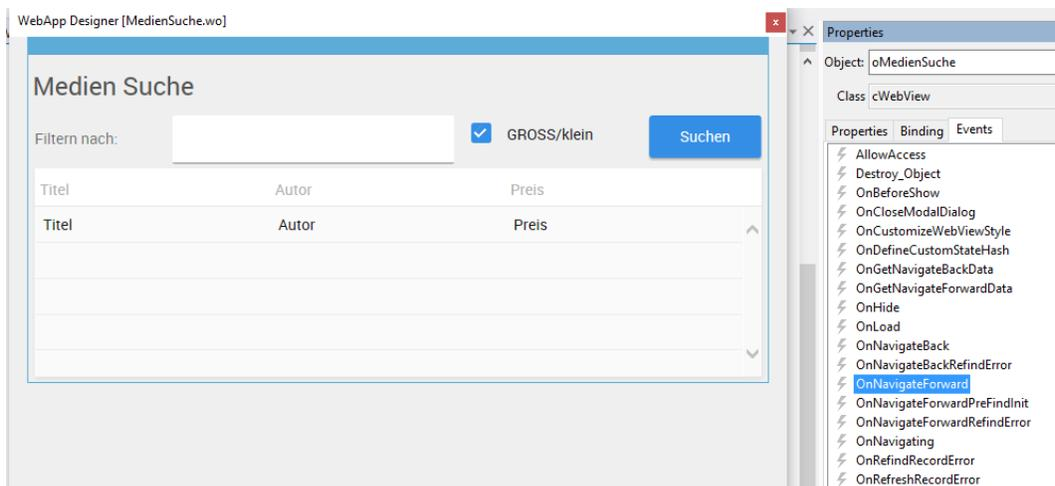 WebApp Designer [MedienSuche.wo]
Medien Suche
Filtern nach:
GROSS/klein
Suchen
Titel Autor Preis
Titel Autor Preis
Properties
Object: oMedienSuche
Class cWebView
Properties Binding Events
AllowAccess
Destroy_Object
OnBeforeShow
OnCloseModalDialog
OnCustomizeWebViewStyle
OnDefineCustomStateHash
OnGetNavigateBackData
OnGetNavigateForwardData
OnHide
OnLoad
OnNavigateBack
OnNavigateBackRefindError
OnNavigateForward
OnNavigateForwardPreFindInit
OnNavigateForwardRefindError
OnNavigating
OnRefindRecordError
OnRefreshRecordError